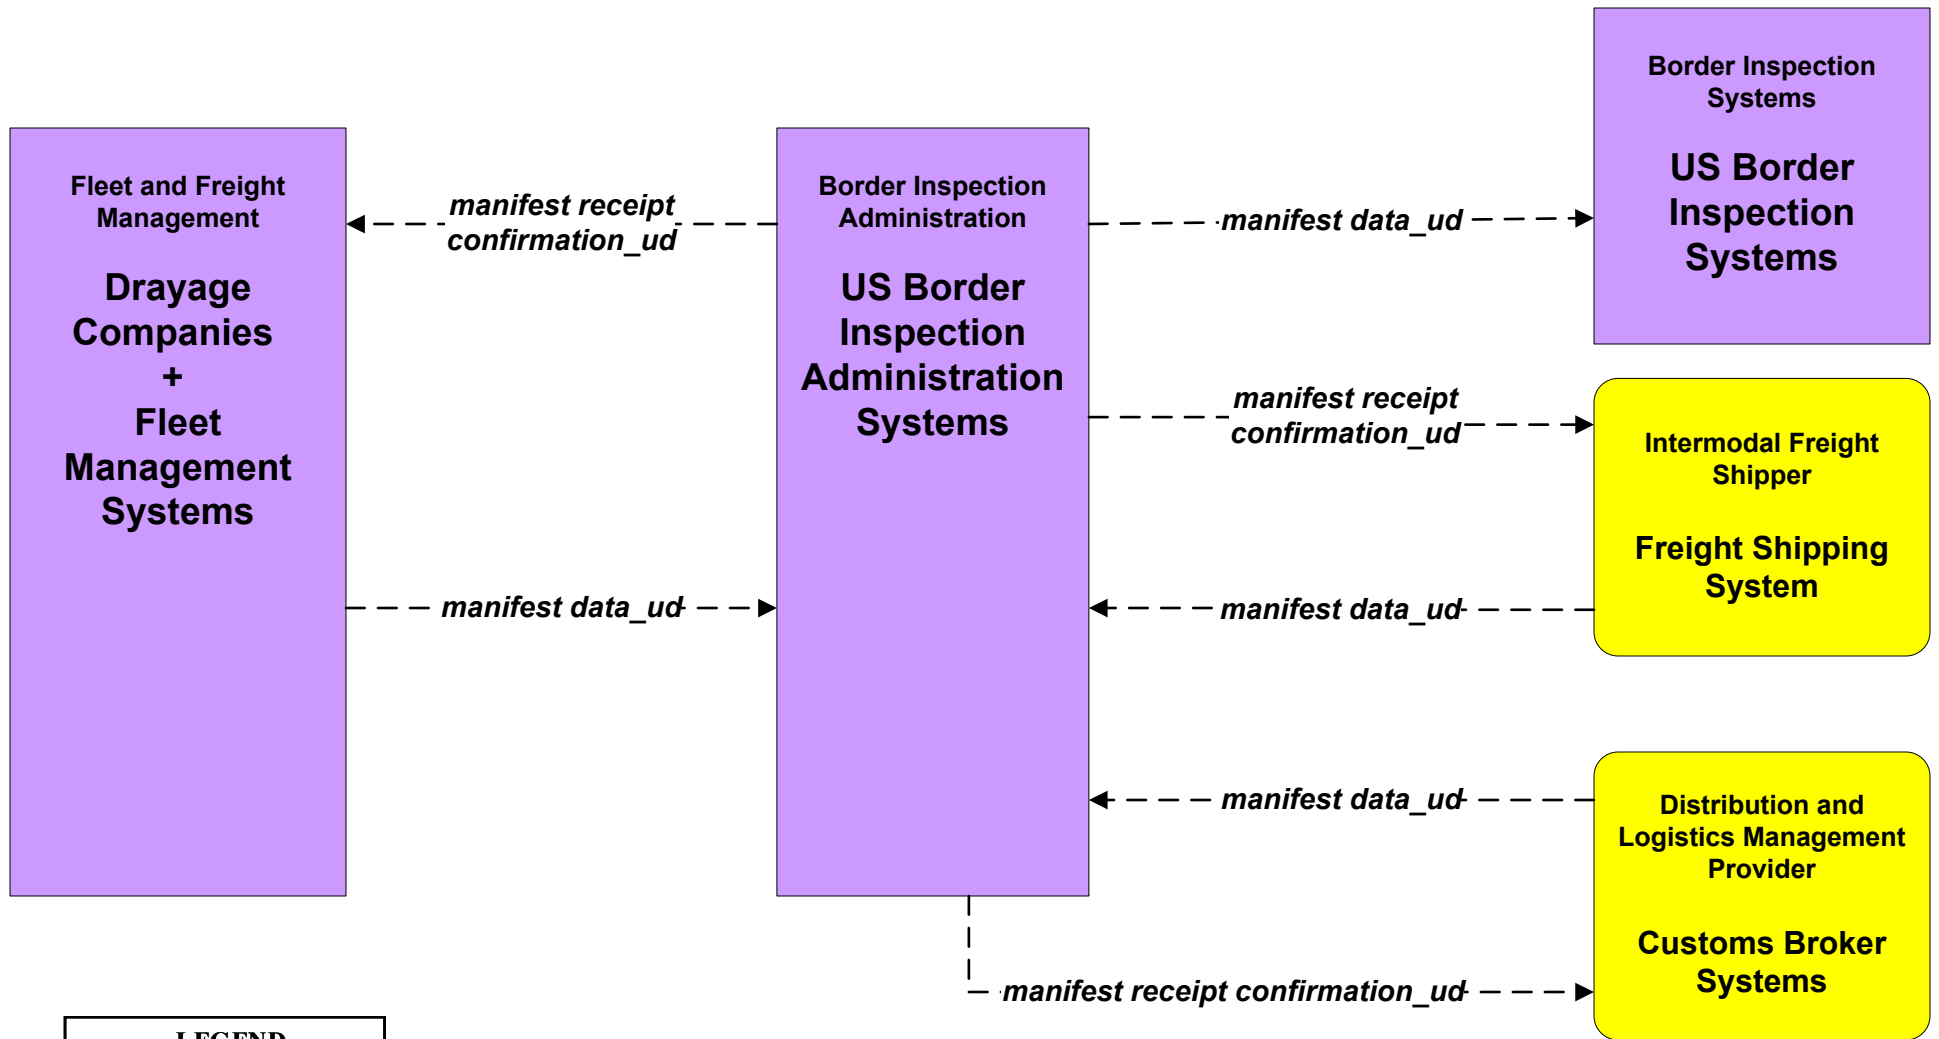 Fleet and Freight
Management
Drayage
Companies
+
Fleet
Management
Systems
manifest receipt
confirmation_ud
manifest data_ud
Border Inspection
Administration
US Border
Inspection
Administration
Systems
manifest data_ud
manifest receipt
confirmation_ud
manifest data_ud
manifest data_ud
manifest receipt confirmation_ud
Border Inspection
Systems
US Border
Inspection
Systems
Intermodal Freight
Shipper
Freight Shipping
System
Distribution and
Logistics Management
Provider
Customs Broker
Systems
LEGEND